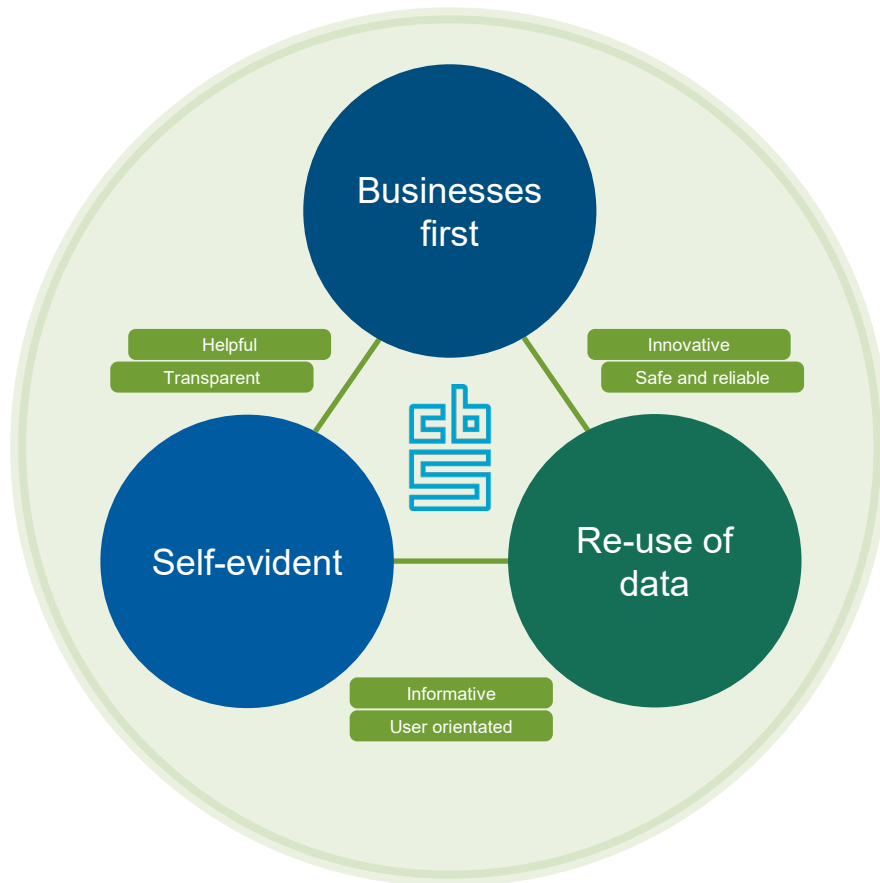 Businesses
first
Helpful
Transparent
Innovative
Safe and reliable
cbs
Self-evident
Re-use of
data
Informative
User orientated